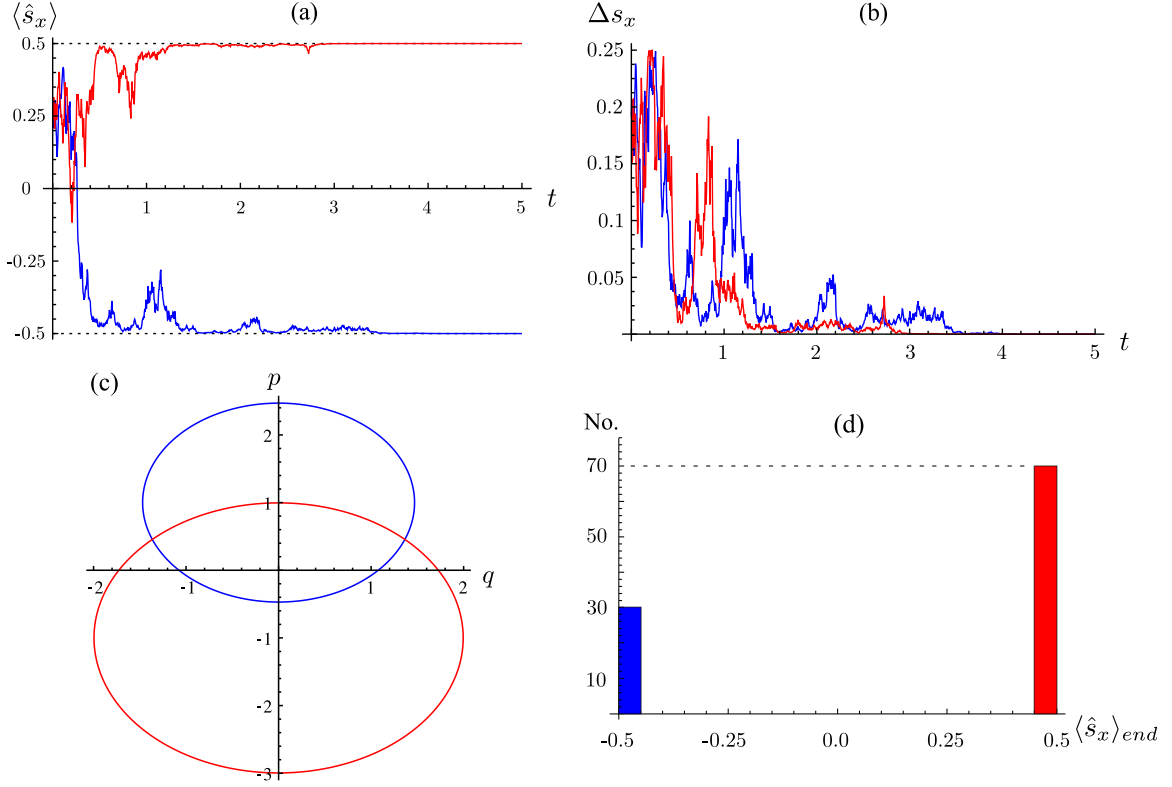 ⟨ŝ_x⟩ (a)
0.5
0.25
0
-0.25
-0.5
1 2 3 4 5 t
Δs_x (b)
0.25
0.20
0.15
0.1
0.05
1 2 3 4 5 t
(c) p
2
1
-2 -1 1 2 q
-1
-2
-3
No. (d)
70
50
30
10
-0.5 -0.25 0.0 0.25 0.5 ⟨ŝ_x⟩_end